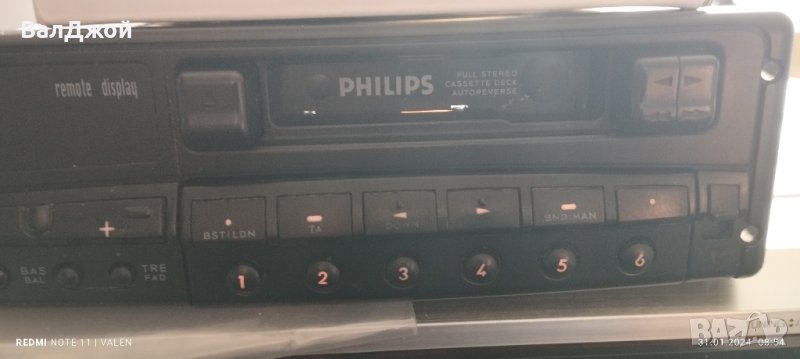 ВалДжой
remote display
PHILIPS
FULL STEREO
CASSETTE DECK
AUTOREVERSE
+
BST/LDN
TA
DOWN
BND/MAN
BAS
BAL
TRE
FAD
1 2 3 4 5 6
REDMI NOTE 11 | VALEN
31.01.2024 08:54
BAZAR